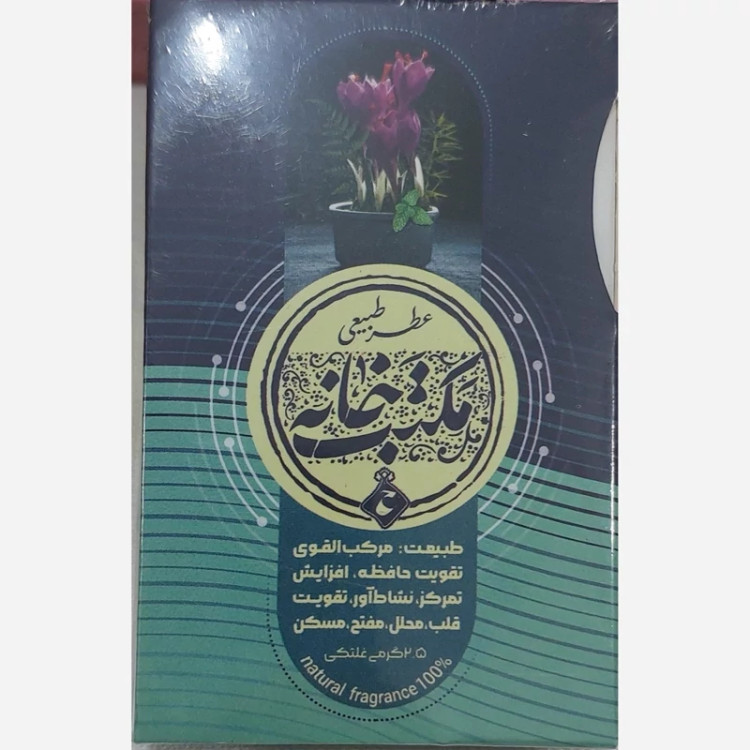 عطر طبیعی
مکتب خانه
طبیعت: مرکب القوی
تقویت حافظه، افزایش
تمرکز، نشاط‌آور، تقویت
قلب، محلل، مفتح، مسکن
۲.۵ گرمی غلتکی
natural fragrance 100%